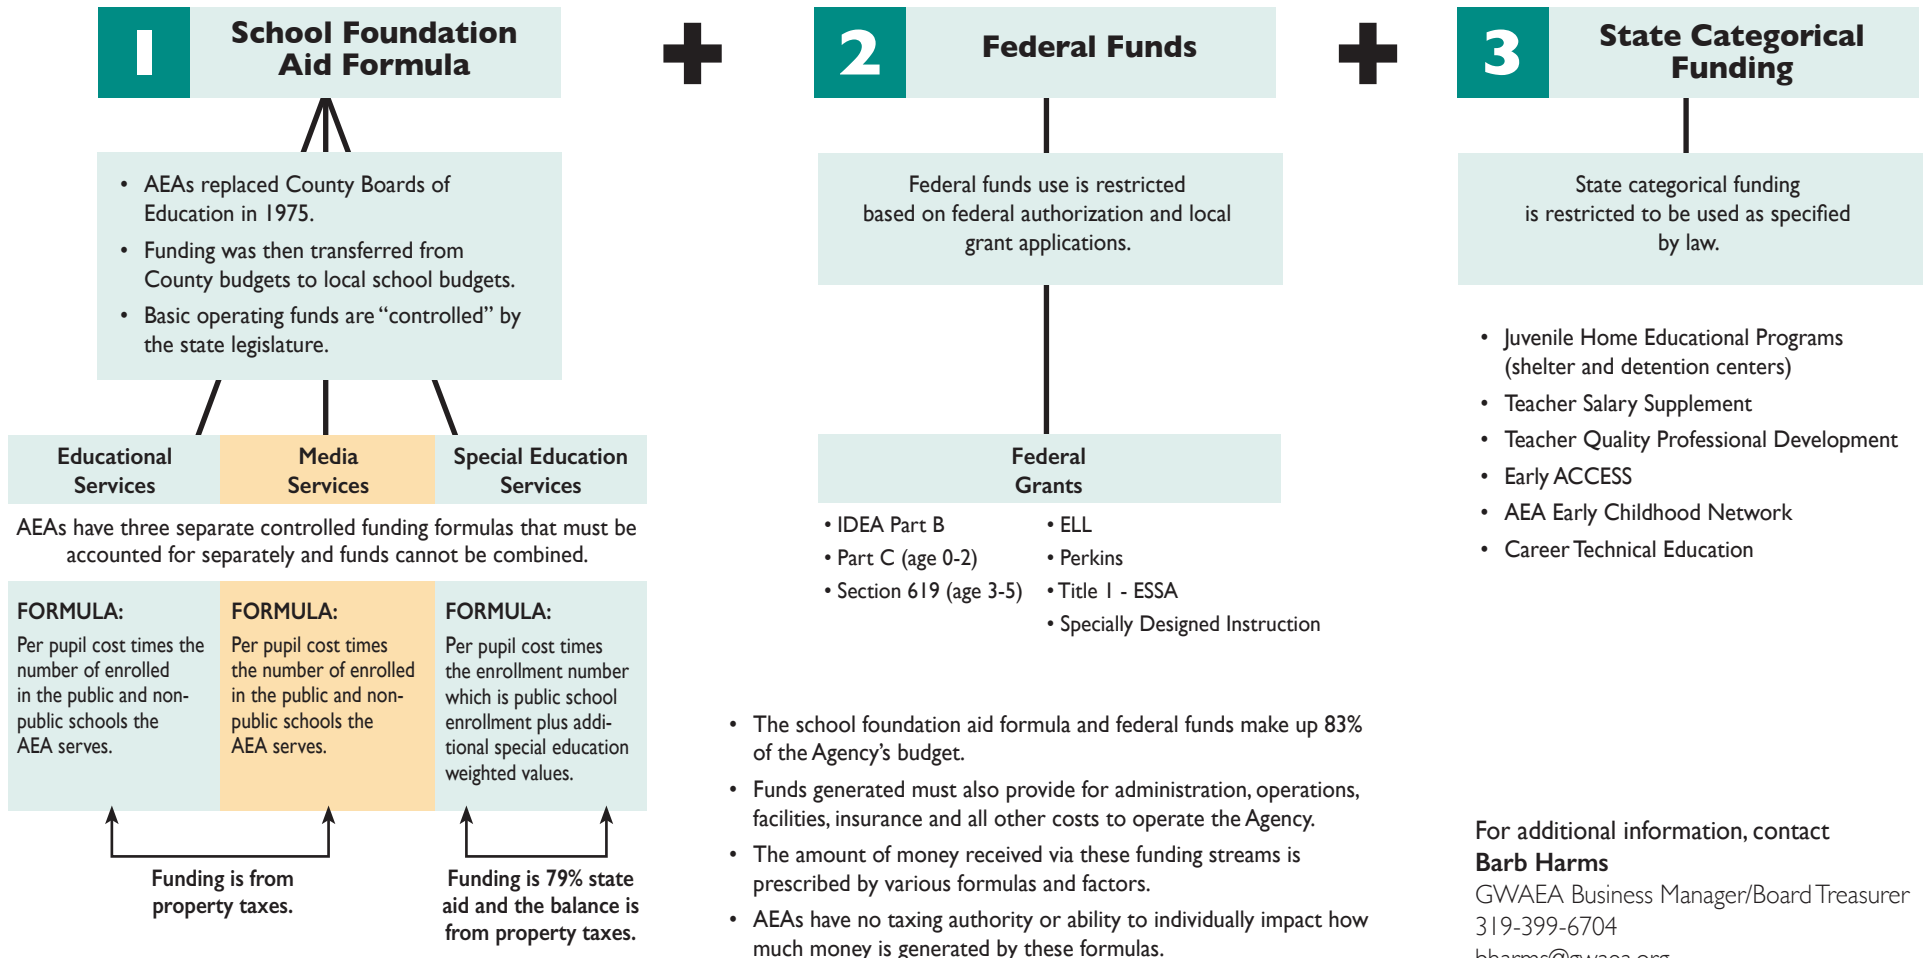 1
School Foundation
Aid Formula
• AEAs replaced County Boards of
Education in 1975.
• Funding was then transferred from
County budgets to local school budgets.
• Basic operating funds are “controlled” by
the state legislature.
Educational
Services
Media
Services
Special Education
Services
AEAs have three separate controlled funding formulas that must be
accounted for separately and funds cannot be combined.
FORMULA:
Per pupil cost times the
number of enrolled
in the public and non-
public schools the
AEA serves.
FORMULA:
Per pupil cost times
the number of enrolled
in the public and non-
public schools the
AEA serves.
FORMULA:
Per pupil cost times
the enrollment number
which is public school
enrollment plus addi-
tional special education
weighted values.
Funding is from
property taxes.
Funding is 79% state
aid and the balance is
from property taxes.
+
2
Federal Funds
Federal funds use is restricted
based on federal authorization and local
grant applications.
Federal
Grants
• IDEA Part B
• Part C (age 0-2)
• Section 619 (age 3-5)
• ELL
• Perkins
• Title 1 - ESSA
• Specially Designed Instruction
• The school foundation aid formula and federal funds make up 83%
of the Agency’s budget.
• Funds generated must also provide for administration, operations,
facilities, insurance and all other costs to operate the Agency.
• The amount of money received via these funding streams is
prescribed by various formulas and factors.
• AEAs have no taxing authority or ability to individually impact how
much money is generated by these formulas.
+
3
State Categorical
Funding
State categorical funding
is restricted to be used as specified
by law.
• Juvenile Home Educational Programs
(shelter and detention centers)
• Teacher Salary Supplement
• Teacher Quality Professional Development
• Early ACCESS
• AEA Early Childhood Network
• Career Technical Education
For additional information, contact
Barb Harms
GWAEA Business Manager/Board Treasurer
319-399-6704
bharms@gwaea.org